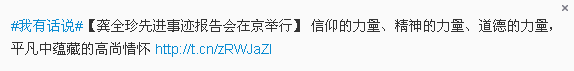 #我有话说#【龚全珍先进事迹报告会在京举行】 信仰的力量、精神的力量、道德的力量，
平凡中蕴藏的高尚情怀 http://t.cn/zRWJaZl